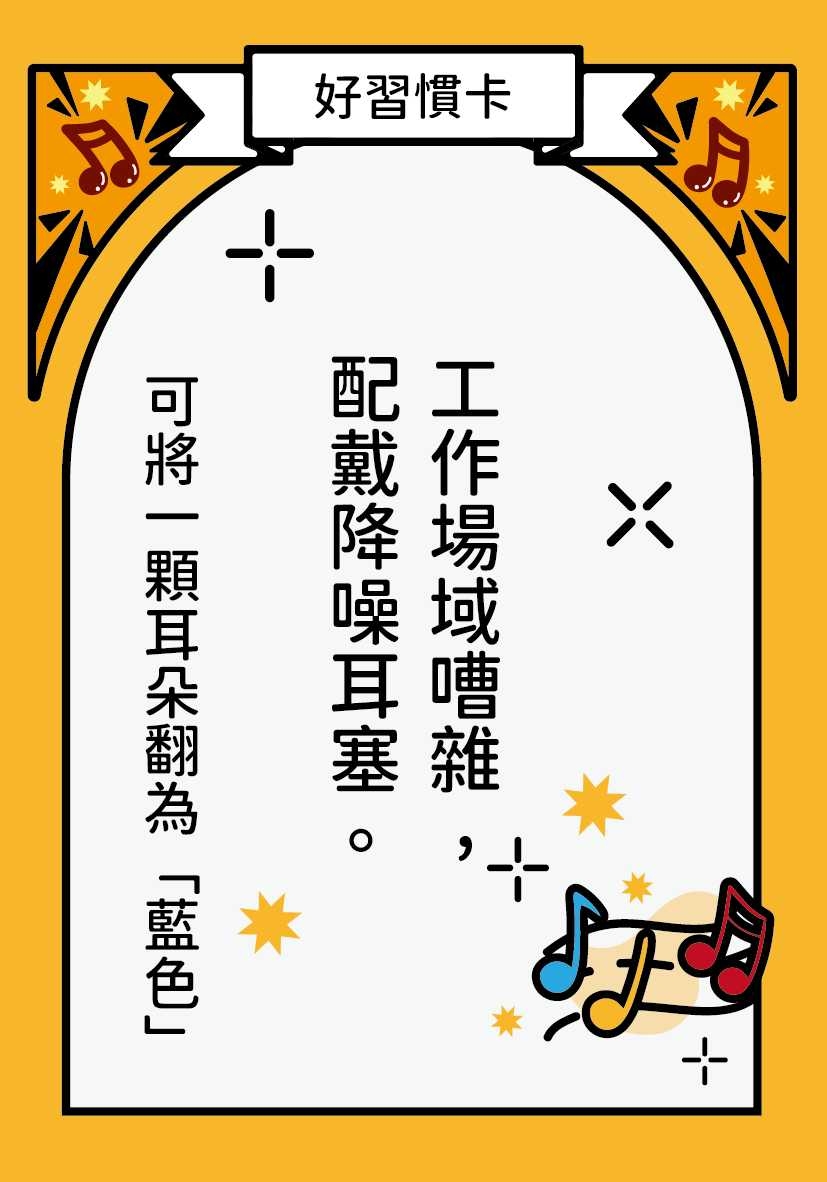 好習慣卡
工作場域嘈雜，
配戴降噪耳塞。
可將一顆耳朵翻為「藍色」